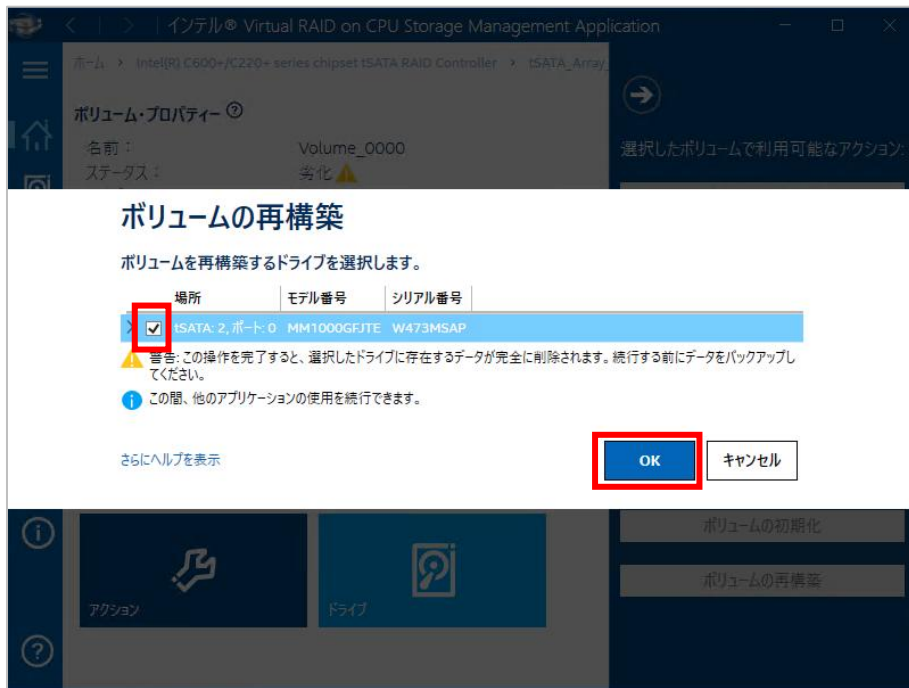 インテル® Virtual RAID on CPU Storage Management Application
ホーム > Intel(R) C600+/C220+ series chipset tSATA RAID Controller > tSATA_Array_
ボリューム・プロパティー ?
名前： Volume_0000
ステータス： 劣化
選択したボリュームで利用可能なアクション:
ボリュームの再構築
ボリュームを再構築するドライブを選択します。
場所 モデル番号 シリアル番号
tSATA: 2, ポート: 0 MM1000GFJTE W473MSAP
警告: この操作を完了すると、選択したドライブに存在するデータが完全に削除されます。続行する前にデータをバックアップし
てください。
この間、他のアプリケーションの使用を続行できます。
さらにヘルプを表示
OK キャンセル
ボリュームの初期化
ボリュームの再構築
アクション ドライブ